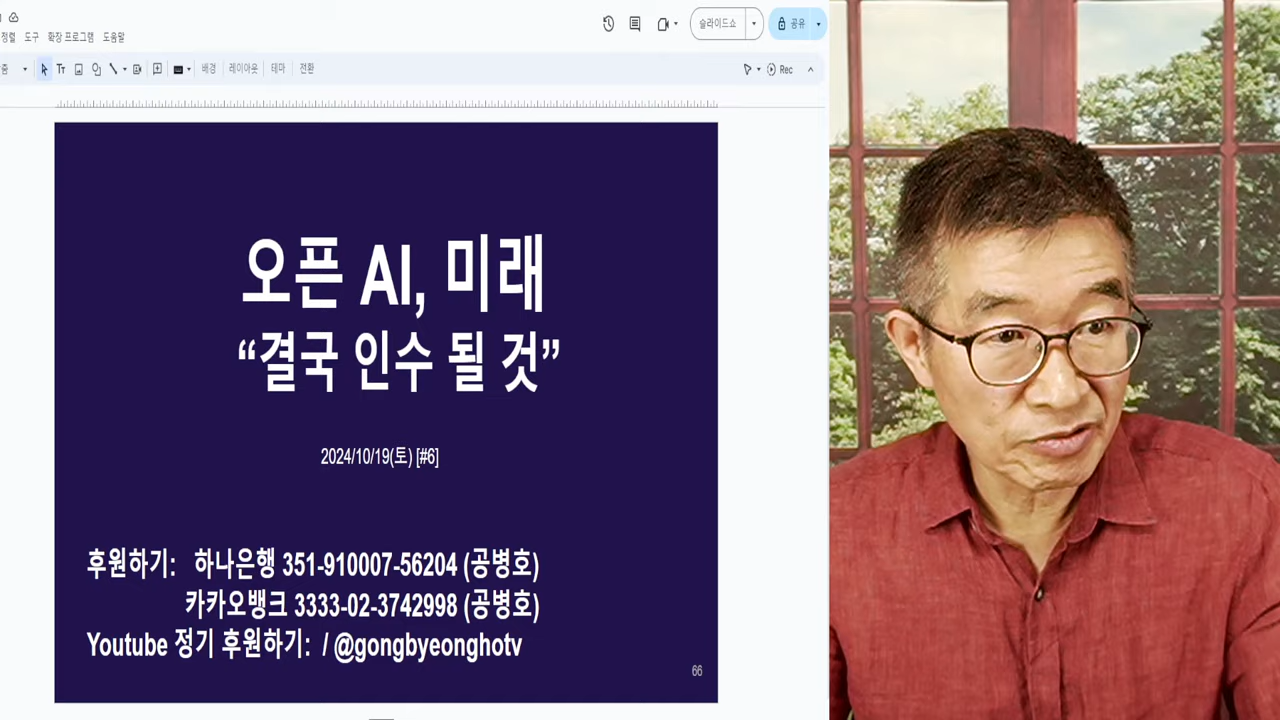 정렬 도구 확장 프로그램 도움말
슬라이드쇼
공유
배경 레이아웃 테마 전환
Rec
오픈 AI, 미래
“결국 인수 될 것”
2024/10/19(토) [#6]
후원하기: 하나은행 351-910007-56204 (공병호)
카카오뱅크 3333-02-3742998 (공병호)
Youtube 정기 후원하기: / @gongbyeonghotv
66